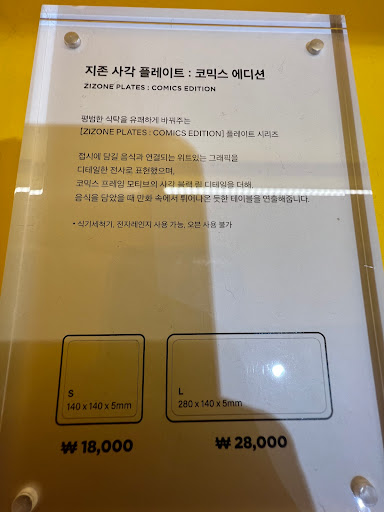 지존 사각 플레이트 : 코믹스 에디션
ZIZONE PLATES : COMICS EDITION
평범한 식탁을 유쾌하게 바꿔주는
[ZIZONE PLATES : COMICS EDITION] 플레이트 시리즈
접시에 담길 음식과 연결되는 위트있는 그래픽을
디테일한 전사로 표현했으며,
코믹스 프레임 모티브의 사각 블랙 림 디테일을 더해
음식을 담았을 때 만화 속에서 튀어나온 듯한 테이블을 연출해줍니다.
• 식기세척기, 전자레인지 사용 가능, 오븐 사용 불가
S
140 x 140 x 5mm
L
280 x 140 x 5mm
₩ 18,000
₩ 28,000